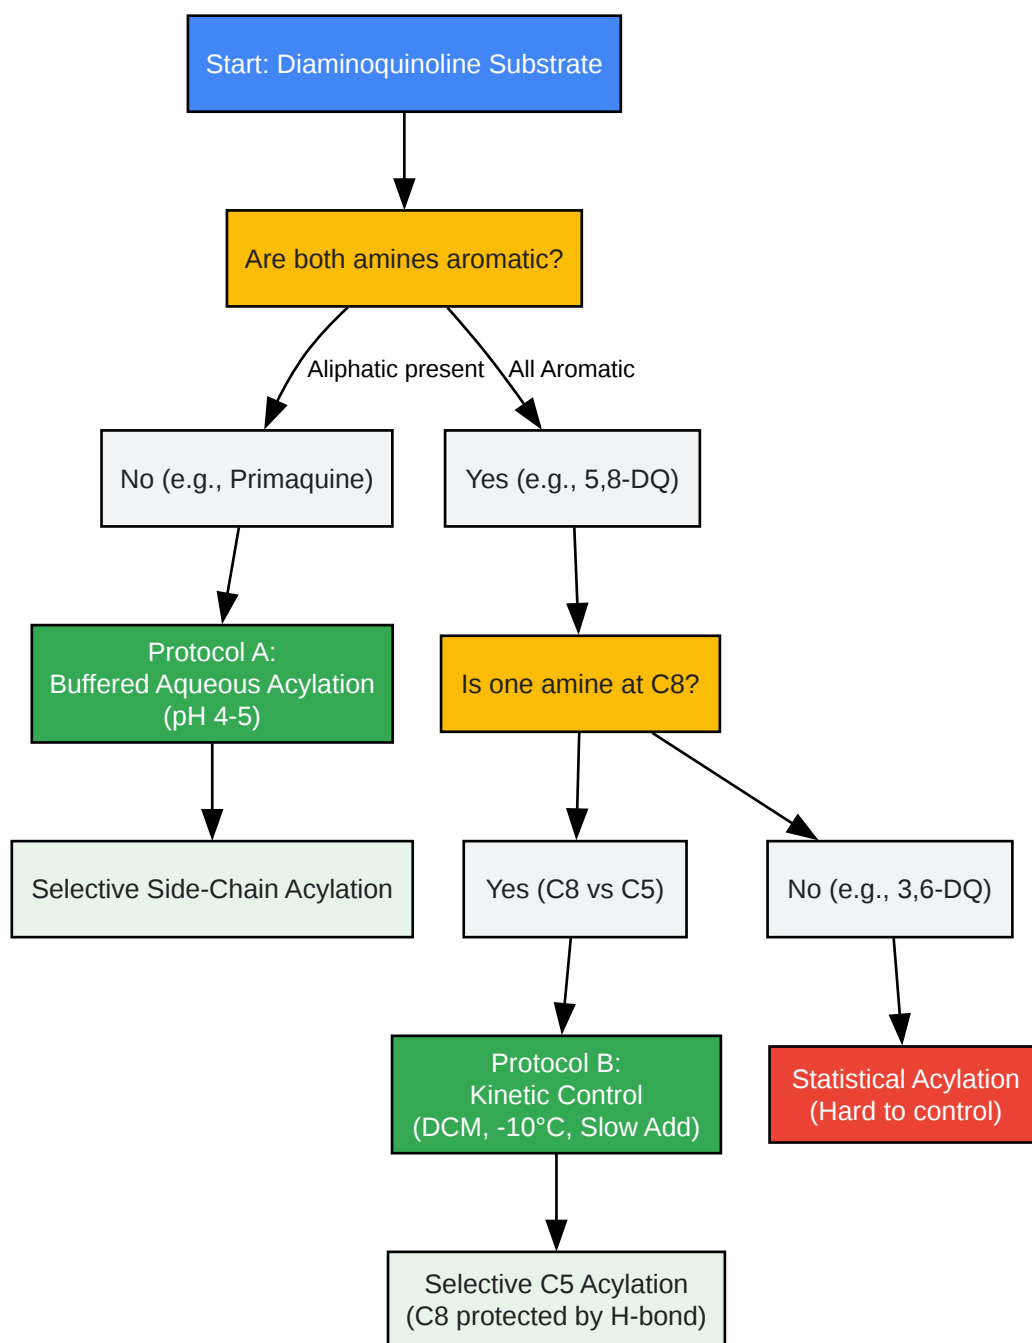 Start: Diaminoquinoline Substrate
Are both amines aromatic?
Aliphatic present
All Aromatic
No (e.g., Primaquine)
Yes (e.g., 5,8-DQ)
Protocol A:
Buffered Aqueous Acylation
(pH 4-5)
Is one amine at C8?
Selective Side-Chain Acylation
Yes (C8 vs C5)
No (e.g., 3,6-DQ)
Protocol B:
Kinetic Control
(DCM, -10°C, Slow Add)
Statistical Acylation
(Hard to control)
Selective C5 Acylation
(C8 protected by H-bond)